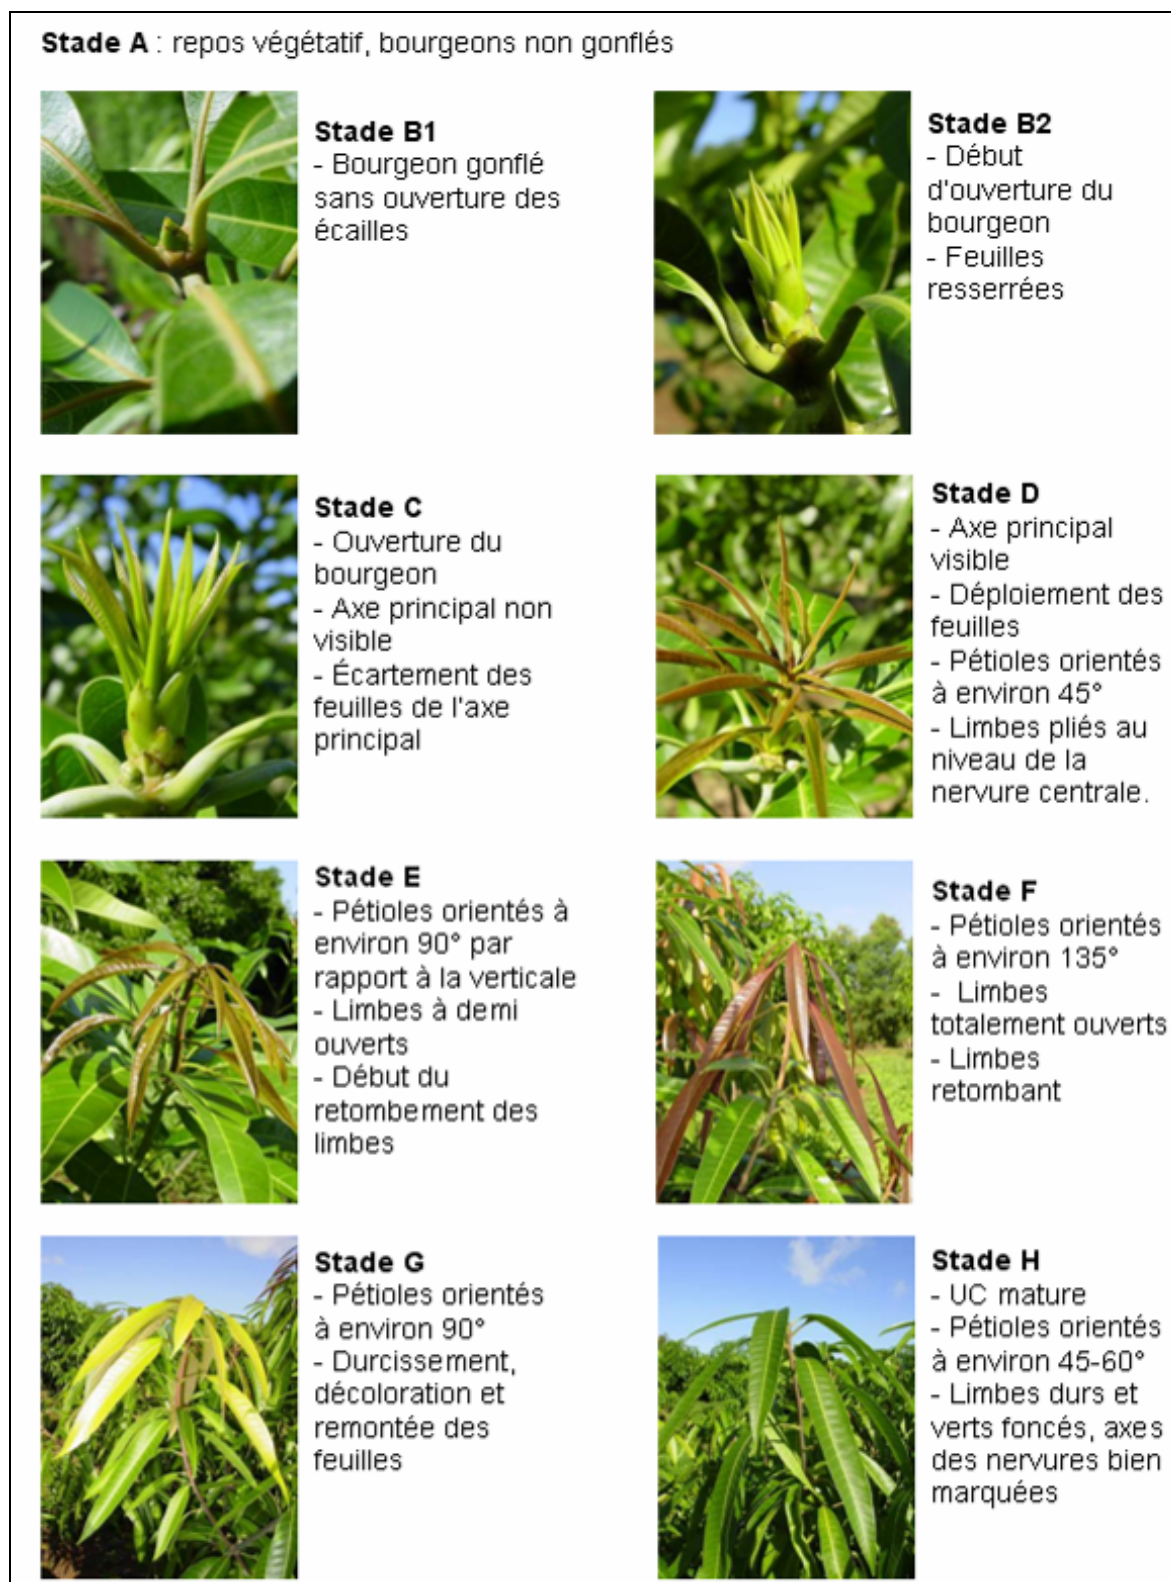 Stade A : repos végétatif, bourgeons non gonflés
Stade B1
- Bourgeon gonflé
sans ouverture des
écailles
Stade B2
- Début
d'ouverture du
bourgeon
- Feuilles
resserrées
Stade C
- Ouverture du
bourgeon
- Axe principal non
visible
- Écartement des
feuilles de l'axe
principal
Stade D
- Axe principal
visible
- Déploiement des
feuilles
- Pétioles orientés
à environ 45°
- Limbes pliés au
niveau de la
nervure centrale.
Stade E
- Pétioles orientés à
environ 90° par
rapport à la verticale
- Limbes à demi
ouverts
- Début du
retombement des
limbes
Stade F
- Pétioles orientés
à environ 135°
- Limbes
totalement ouverts
- Limbes
retombant
Stade G
- Pétioles orientés
à environ 90°
- Durcissement,
décoloration et
remontée des
feuilles
Stade H
- UC mature
- Pétioles orientés
à environ 45-60°
- Limbes durs et
verts foncés, axes
des nervures bien
marquées